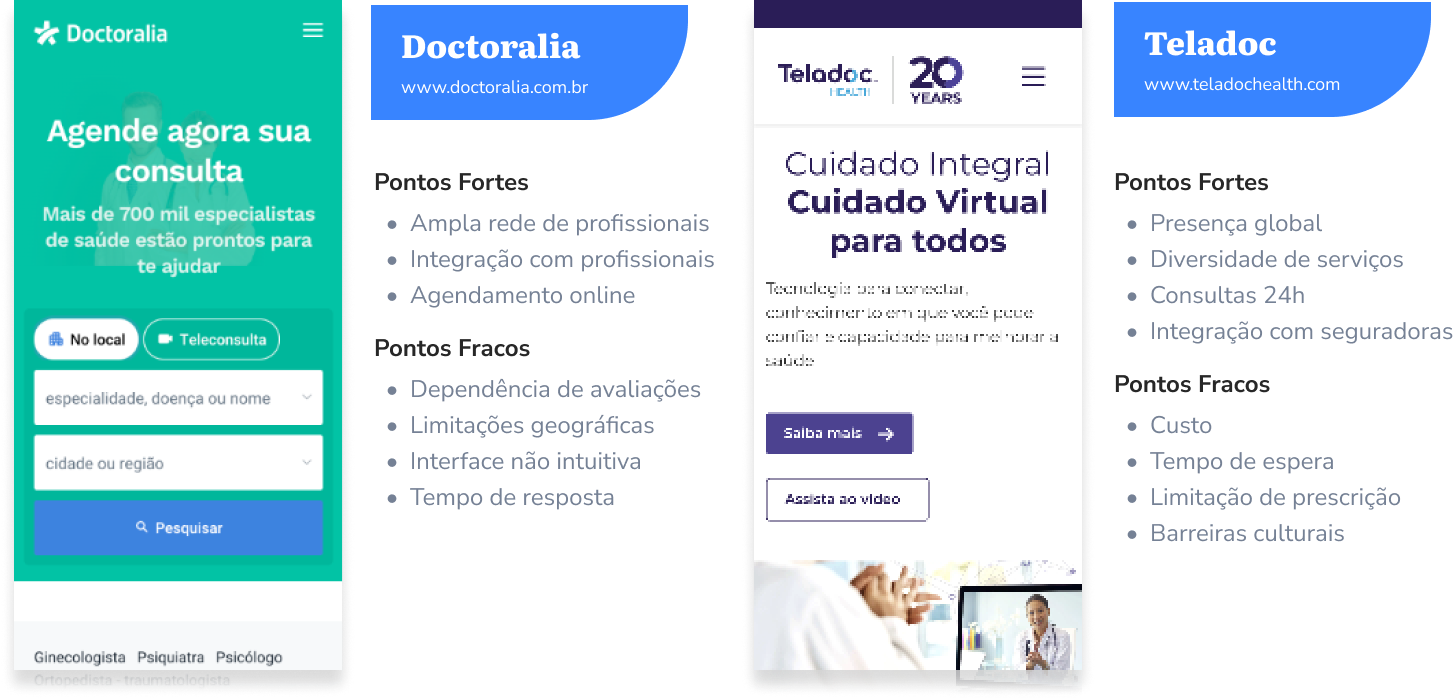 Doctoralia
Agende agora sua
consulta
Mais de 700 mil especialistas
de saúde estão prontos para
te ajudar
No local
Teleconsulta
especialidade, doença ou nome
cidade ou região
Pesquisar
Ginecologista Psiquiatra Psicólogo
Ortopedista - traumatologista
Doctoralia
www.doctoralia.com.br
Pontos Fortes
• Ampla rede de profissionais
• Integração com profissionais
• Agendamento online
Pontos Fracos
• Dependência de avaliações
• Limitações geográficas
• Interface não intuitiva
• Tempo de resposta
Teladoc
HEALTH
20
YEARS
Cuidado Integral
Cuidado Virtual
para todos
Tecnologia para conectar,
conhecimento em que você pode
confiar e capacidade para melhorar a
saúde
Saiba mais
Assista ao vídeo
Teladoc
www.teladochealth.com
Pontos Fortes
• Presença global
• Diversidade de serviços
• Consultas 24h
• Integração com seguradoras
Pontos Fracos
• Custo
• Tempo de espera
• Limitação de prescrição
• Barreiras culturais